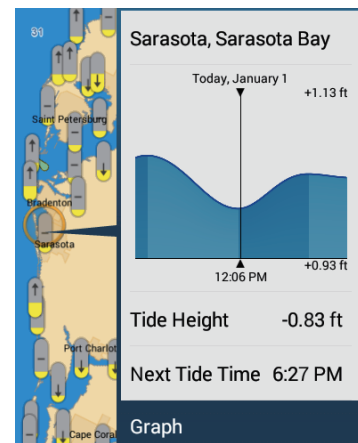 31
Saint Petersburg
Bradenton
Sarasota
Port Charlot
Cape Coral
Sarasota, Sarasota Bay
Today, January 1
+1.13 ft
+0.93 ft
12:06 PM
Tide Height -0.83 ft
Next Tide Time 6:27 PM
Graph